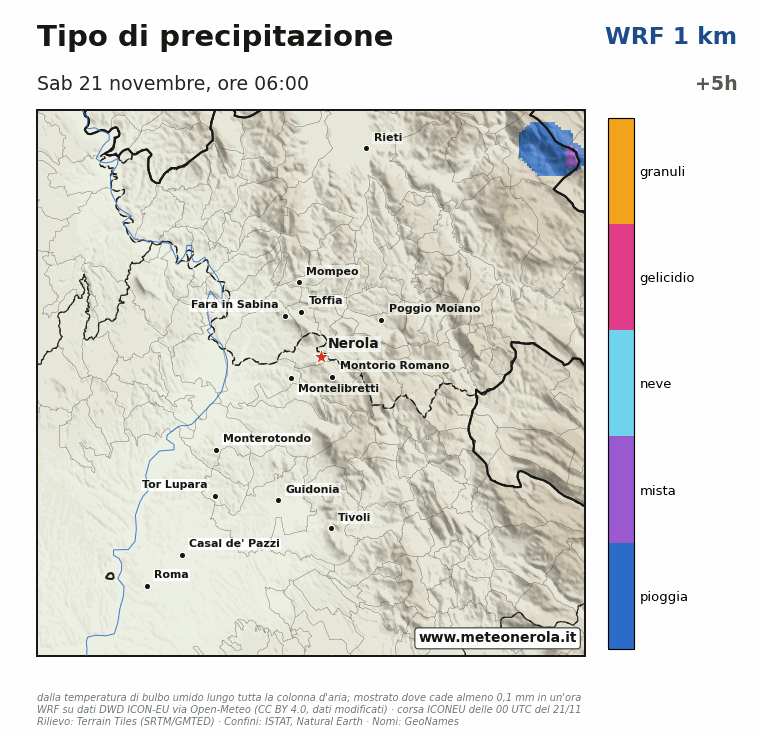 Tipo di precipitazione
WRF 1 km
Sab 21 novembre, ore 06:00
+5h
Rieti
granuli
gelicidio
Mompeo
Toffia
Fara in Sabina
Poggio Moiano
Nerola
Montorio Romano
neve
Montelibretti
Monterotondo
Tor Lupara
Guidonia
mista
Tivoli
Casal de' Pazzi
Roma
pioggia
www.meteonerola.it
dalla temperatura di bulbo umido lungo tutta la colonna d'aria; mostrato dove cade almeno 0,1 mm in un'ora
WRF su dati DWD ICON-EU via Open-Meteo (CC BY 4.0, dati modificati) · corsa ICONEU delle 00 UTC del 21/11
Rilievo: Terrain Tiles (SRTM/GMTED) · Confini: ISTAT, Natural Earth · Nomi: GeoNames